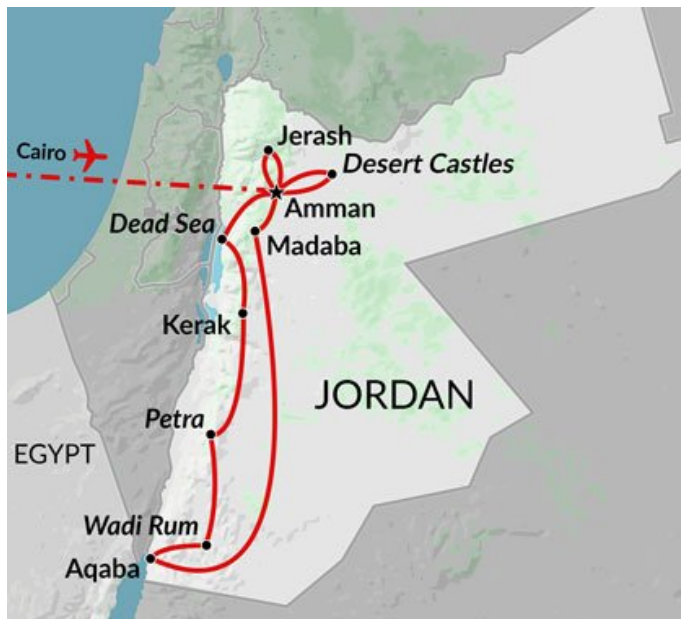 Jerash
Cairo
Desert Castles
Amman
Dead Sea
Madaba
Kerak
JORDAN
Petra
EGYPT
Wadi Rum
Aqaba